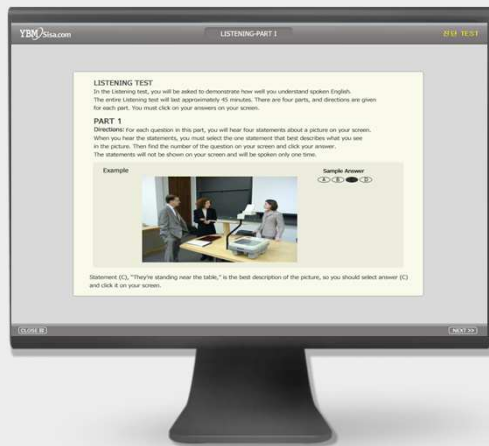 YBM/Sisa.com
LISTENING-PART I
TEST
LISTENING TEST
In the Listening test, you will be asked to demonstrate how well you understand spoken English.
The entire Listening test will last approximately 45 minutes. There are four parts, and directions are given
for each part. You must click on your answers on your screen.
PART 1
Directions: For each question in this part, you will hear four statements about a picture on your screen.
When you hear the statements, you must select the one statement that best describes what you see
in the picture. Then find the number of the question on your screen and click your answer.
The statements will not be shown on your screen and will be spoken only one time.
Example
Sample Answer
A B D
Statement (C), "They're standing near the table," is the best description of the picture, so you should select answer (C)
and click it on your screen.
CLOSE
NEXT >>